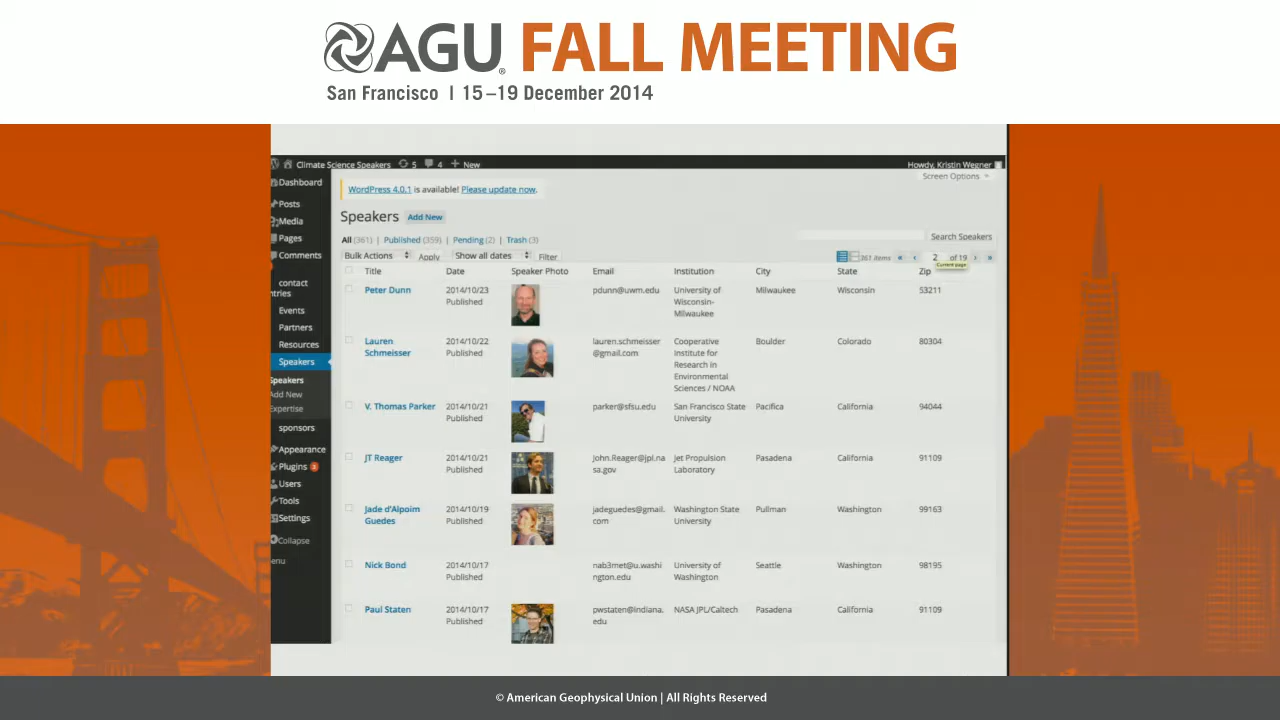 AGU FALL MEETING
San Francisco | 15–19 December 2014
Climate Science Speakers 5 4 New Howdy, Kristin Wegner
Screen Options
Dashboard
Posts
Media
Pages
Comments
contact
ntries
Events
Partners
Resources
Speakers
Speakers
Add New
Expertise
sponsors
Appearance
Plugins 2
Users
Tools
Settings
Collapse
enu
WordPress 4.0.1 is available! Please update now.
Speakers Add New
All (361) | Published (359) | Pending (2) | Trash (3)
Search Speakers
Bulk Actions Apply Show all dates Filter
items « ‹ 2 of 19 › »
Current page
Title Date Speaker Photo Email Institution City State Zip
Peter Dunn 2014/10/23 pdunn@uwm.edu University of Milwaukee Wisconsin 53211
Published Wisconsin-
Milwaukee
Lauren 2014/10/22 lauren.schmeisser Cooperative Boulder Colorado 80304
Schmeisser Published @gmail.com Institute for
Research in
Environmental
Sciences / NOAA
V. Thomas Parker 2014/10/21 parker@sfsu.edu San Francisco State Pacifica California 94044
Published University
JT Reager 2014/10/21 John.Reager@jpl.na Jet Propulsion Pasadena California 91109
Published sa.gov Laboratory
Jade d'Alpoim 2014/10/19 jadeguedes@gmail. Washington State Pullman Washington 99163
Guedes Published com University
Nick Bond 2014/10/17 nab3met@u.washi University of Seattle Washington 98195
Published ngton.edu Washington
Paul Staten 2014/10/17 pwstaten@indiana. NASA JPL/Caltech Pasadena California 91109
Published edu
© American Geophysical Union | All Rights Reserved